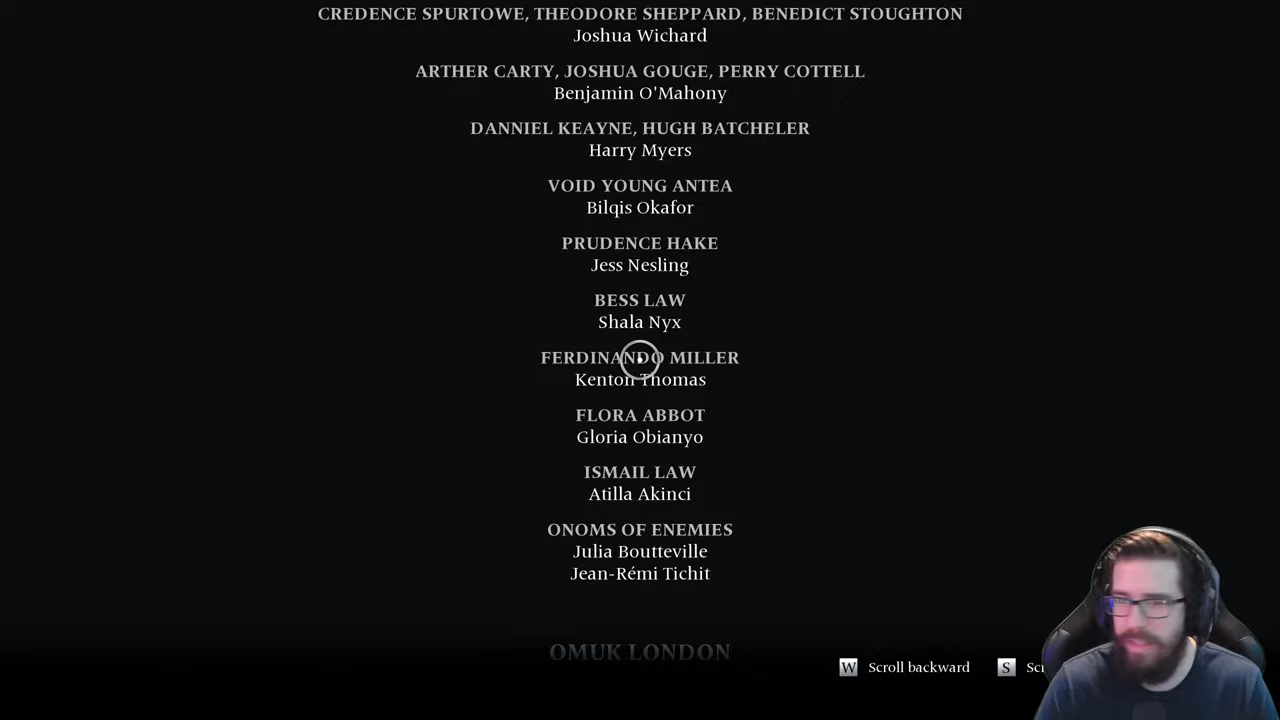 CREDENCE SPURTOWE, THEODORE SHEPPARD, BENEDICT STOUGHTON
Joshua Wichard
ARTHER CARTY, JOSHUA GOUGE, PERRY COTTELL
Benjamin O'Mahony
DANNIEL KEAYNE, HUGH BATCHELER
Harry Myers
VOID YOUNG ANTEA
Bilqis Okafor
PRUDENCE HAKE
Jess Nesling
BESS LAW
Shala Nyx
FERDINANDO MILLER
Kenton Thomas
FLORA ABBOT
Gloria Obianyo
ISMAIL LAW
Atilla Akinci
ONOMS OF ENEMIES
Julia Boutteville
Jean-Rémi Tichit
OMUK LONDON
W Scroll backward S